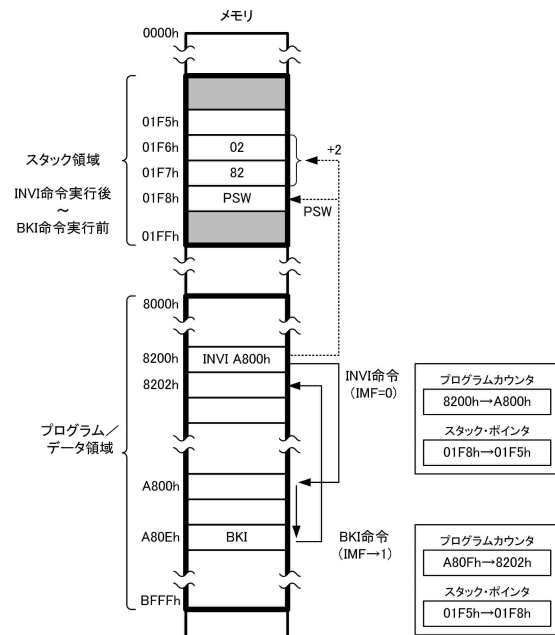 メモリ
0000h
01F5h
01F6h
02
+2
スタック領域
01F7h
82
INVI命令実行後
～
BKI命令実行前
01F8h
PSW
PSW
01FFh
8000h
8200h
INVI A800h
8202h
INVI命令
(IMF=0)
プログラムカウンタ
8200h→A800h
スタック・ポインタ
01F8h→01F5h
プログラム／
データ領域
A800h
A80Eh
BKI
BKI命令
(IMF→1)
プログラムカウンタ
A80Fh→8202h
スタック・ポインタ
01F5h→01F8h
BFFFh